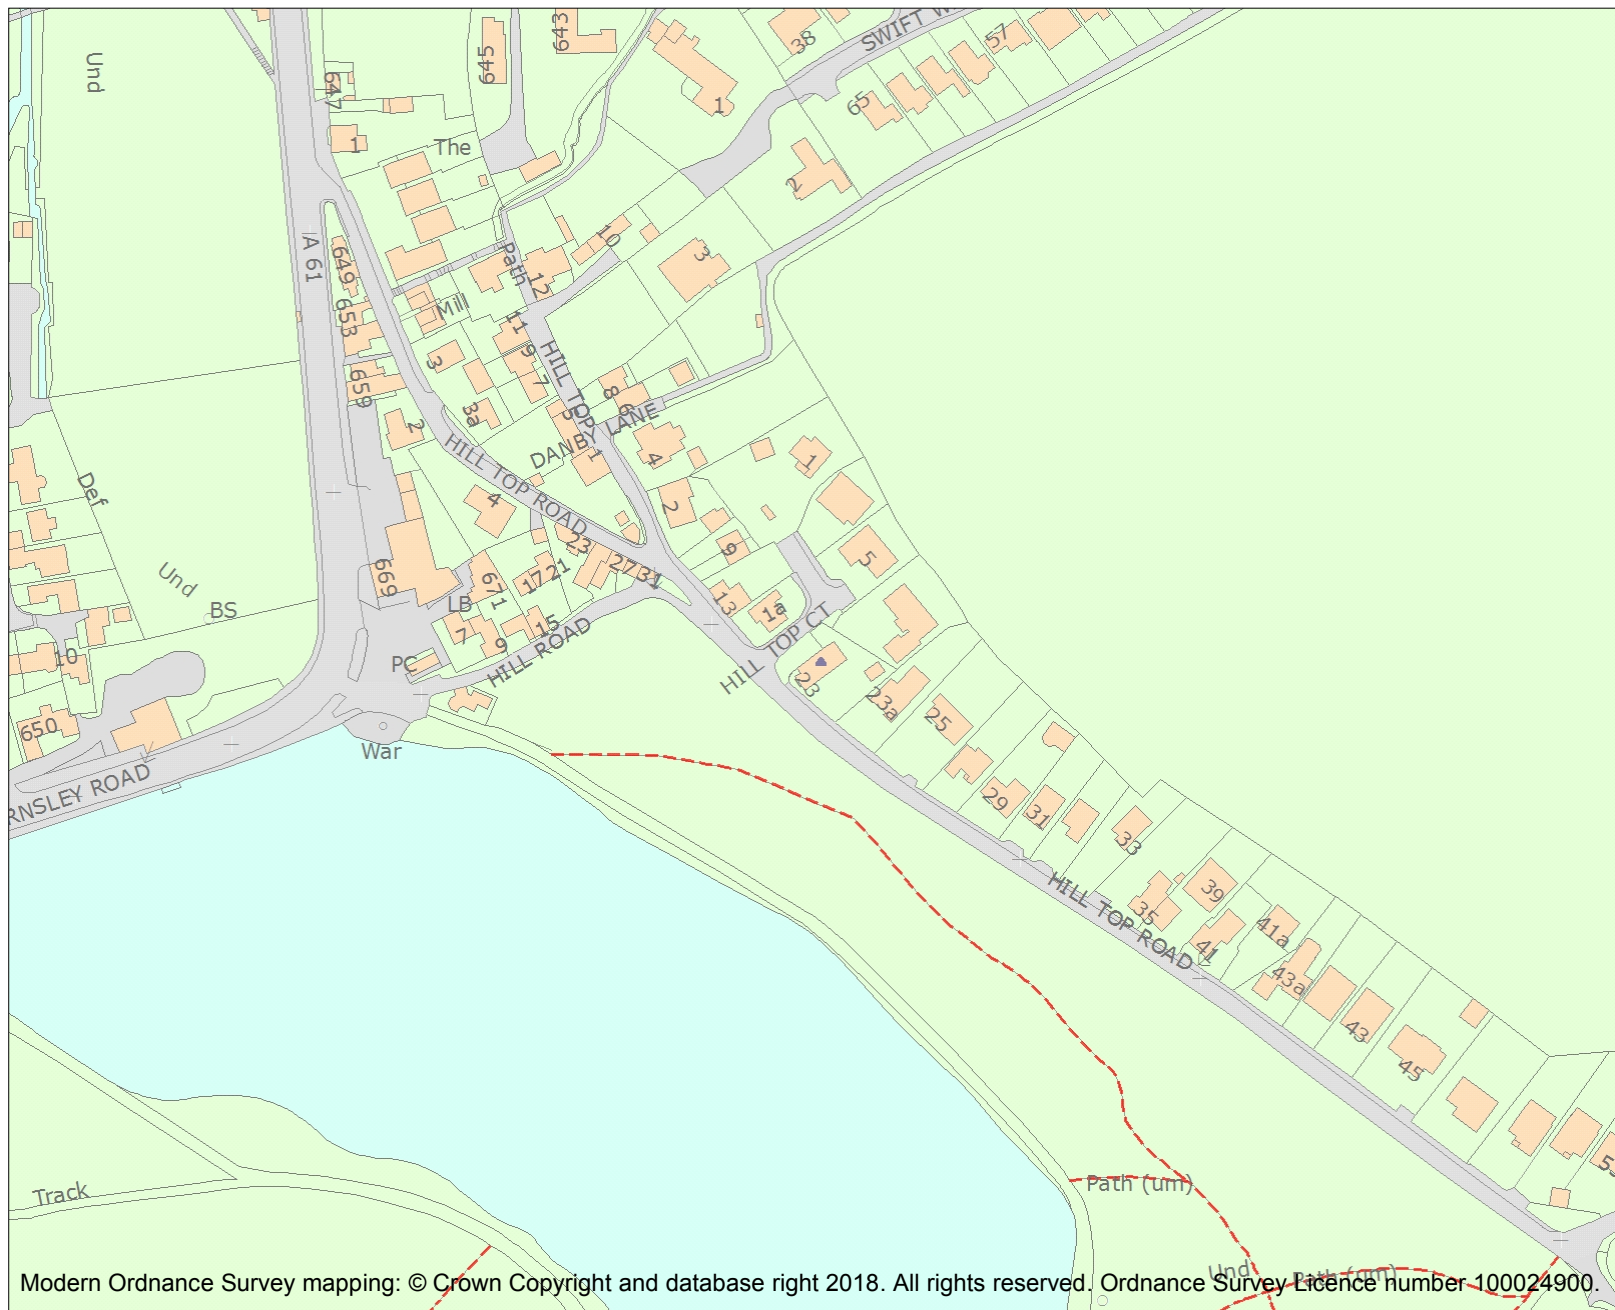 Und
645
643
38
SWIFT W
57
647
1
65
1
The
2
A 61
649
Path
10
3
12
653
Mill
11
HILL TOP
9
3
7
659
8
6
5
3a
2
DANBY LANE
1
4
1
HILL TOP ROAD
4
2
Def
23
9
5
669
671
1721
2731
Und
LB
BS
13
1a
7
15
9
HILL ROAD
HILL TOP CT
10
PC
23
23a
25
650
War
RNSLEY ROAD
29
31
33
HILL TOP ROAD
39
35
41
41a
43a
43
45
Track
Path (um)
Und
Path (um)
Modern Ordnance Survey mapping: © Crown Copyright and database right 2018. All rights reserved. Ordnance Survey Licence number 100024900.